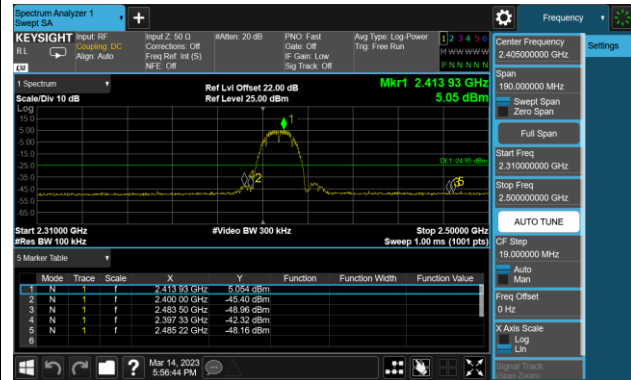 Spectrum Analyzer 1
Swept SA
Frequency
KEYSIGHT
RL
Input: RF
Coupling: DC
Align: Auto
Input Z: 50 Ω
Corrections: Off
Freq Ref: Int (S)
NFE: Off
#Atten: 20 dB
PNO: Fast
Gate: Off
IF Gain: Low
Sig Track: Off
Avg Type: Log-Power
Trig: Free Run
1 2 3 4 5 6
M W W W W W
P N N N N N
LXI
1 Spectrum
Scale/Div 10 dB
Ref Lvl Offset 22.00 dB
Ref Level 25.00 dBm
Mkr1 2.413 93 GHz
5.05 dBm
Log
15.0
5.00
-5.00
-15.0
-25.0
-35.0
-45.0
-55.0
-65.0
1
2
DL1 -24.95 dBm
Start 2.31000 GHz
#Res BW 100 kHz
#Video BW 300 kHz
Stop 2.50000 GHz
Sweep 1.00 ms (1001 pts)
5 Marker Table
Mode Trace Scale X Y Function Function Width Function Value
1 N 1 f 2.413 93 GHz 5.054 dBm
2 N 1 f 2.400 00 GHz -45.40 dBm
3 N 1 f 2.483 50 GHz -48.96 dBm
4 N 1 f 2.397 33 GHz -42.32 dBm
5 N 1 f 2.485 22 GHz -48.16 dBm
6
Mar 14, 2023
5:56:44 PM
Settings
Center Frequency
2.405000000 GHz
Span
190.000000 MHz
Swept Span
Zero Span
Full Span
Start Freq
2.310000000 GHz
Stop Freq
2.500000000 GHz
AUTO TUNE
CF Step
19.000000 MHz
Auto
Man
Freq Offset
0 Hz
X Axis Scale
Log
Lin
Signal Track
(Span Zoom)